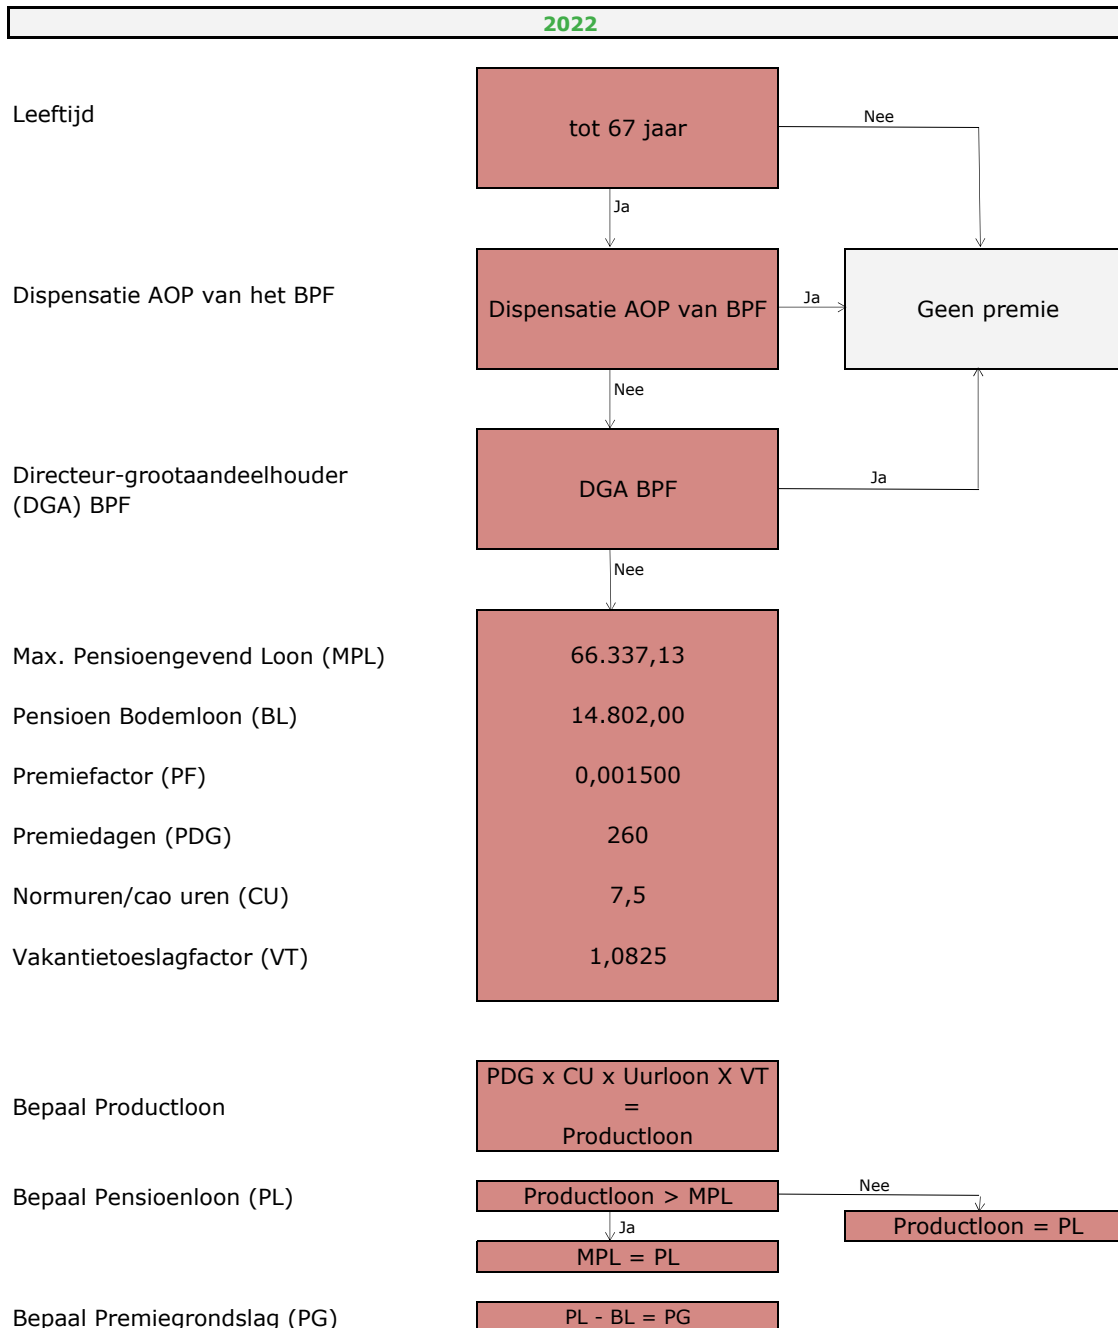 2022
Leeftijd
tot 67 jaar
Nee
Ja
Dispensatie AOP van het BPF
Dispensatie AOP van BPF
Ja
Geen premie
Nee
Directeur-grootaandeelhouder
(DGA) BPF
DGA BPF
Ja
Nee
Max. Pensioengevend Loon (MPL)
66.337,13
Pensioen Bodemloon (BL)
14.802,00
Premiefactor (PF)
0,001500
Premiedagen (PDG)
260
Normuren/cao uren (CU)
7,5
Vakantietoeslagfactor (VT)
1,0825
Bepaal Productloon
PDG x CU x Uurloon X VT
=
Productloon
Bepaal Pensioenloon (PL)
Productloon > MPL
Nee
Productloon = PL
Ja
MPL = PL
Bepaal Premiegrondslag (PG)
PL - BL = PG